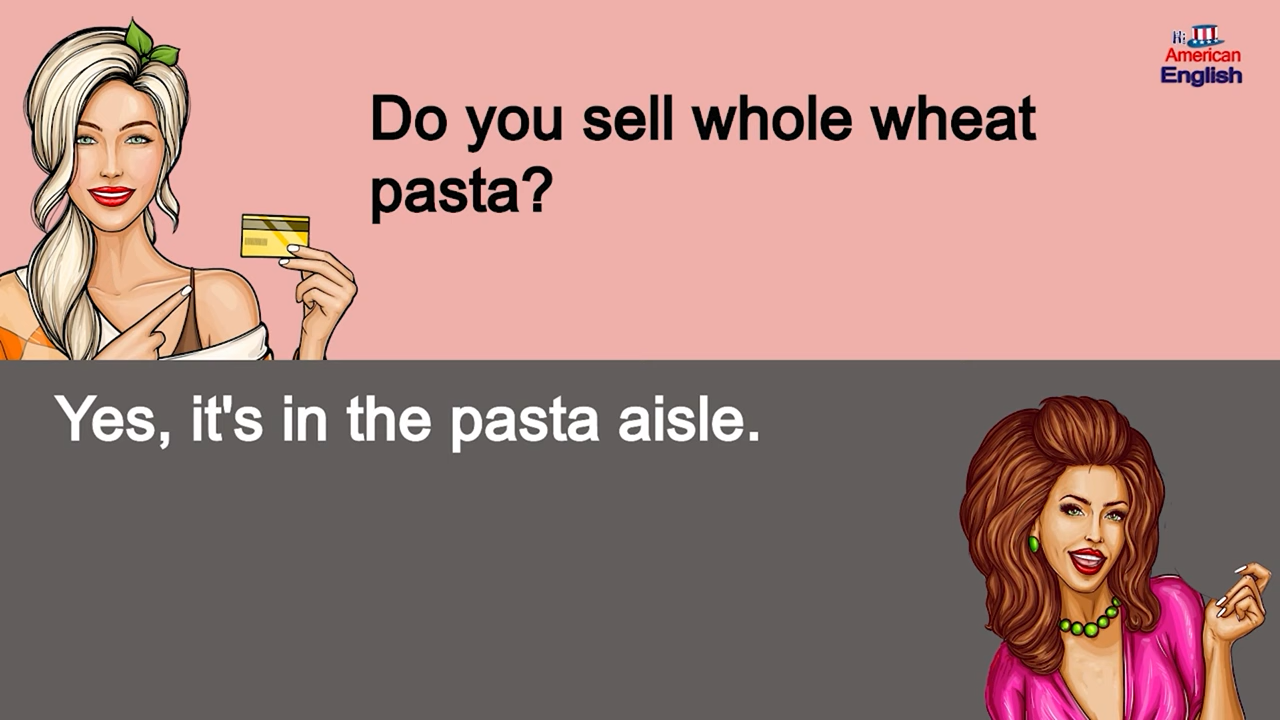 Hi
American
English
Do you sell whole wheat
pasta?
Yes, it's in the pasta aisle.